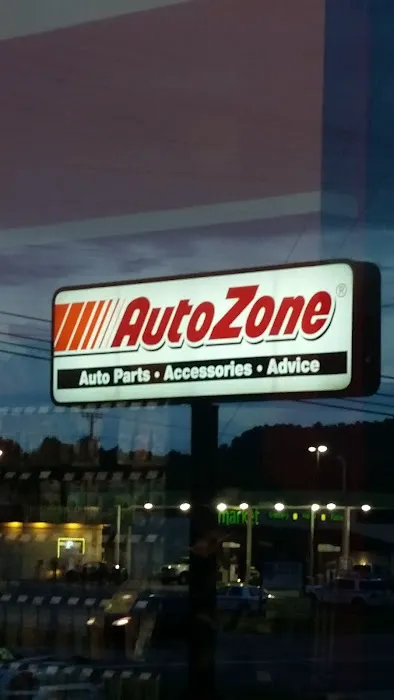 AutoZone®
Auto Parts • Accessories • Advice
market